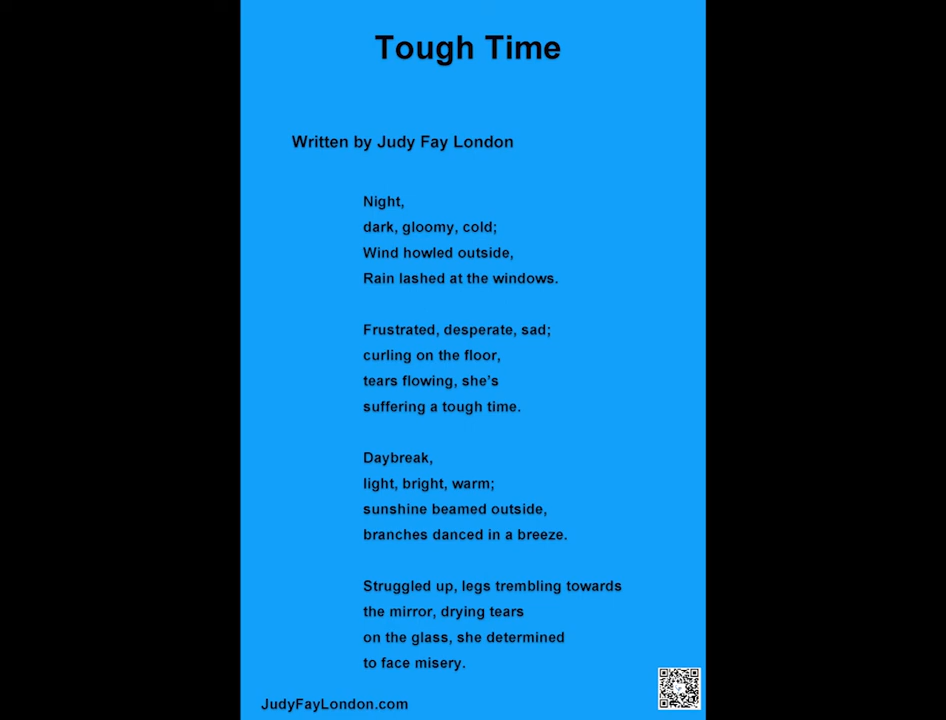 Tough Time
Written by Judy Fay London
Night,
dark, gloomy, cold;
Wind howled outside,
Rain lashed at the windows.
Frustrated, desperate, sad;
curling on the floor,
tears flowing, she's
suffering a tough time.
Daybreak,
light, bright, warm;
sunshine beamed outside,
branches danced in a breeze.
Struggled up, legs trembling towards
the mirror, drying tears
on the glass, she determined
to face misery.
JudyFayLondon.com